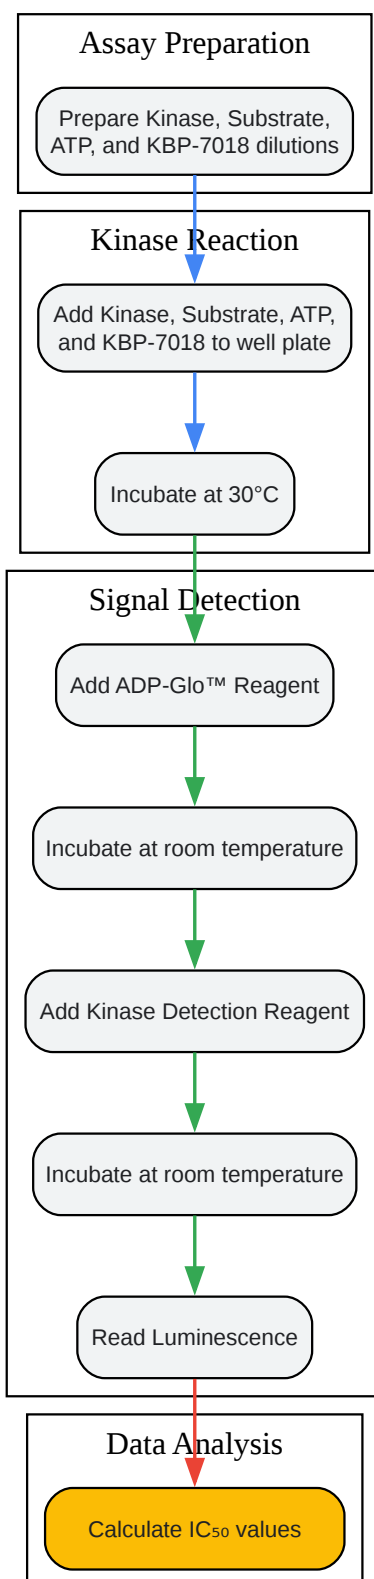 Assay Preparation
Prepare Kinase, Substrate,
ATP, and KBP-7018 dilutions
Kinase Reaction
Add Kinase, Substrate, ATP,
and KBP-7018 to well plate
Incubate at 30°C
Signal Detection
Add ADP-Glo™ Reagent
Incubate at room temperature
Add Kinase Detection Reagent
Incubate at room temperature
Read Luminescence
Data Analysis
Calculate IC₅₀ values